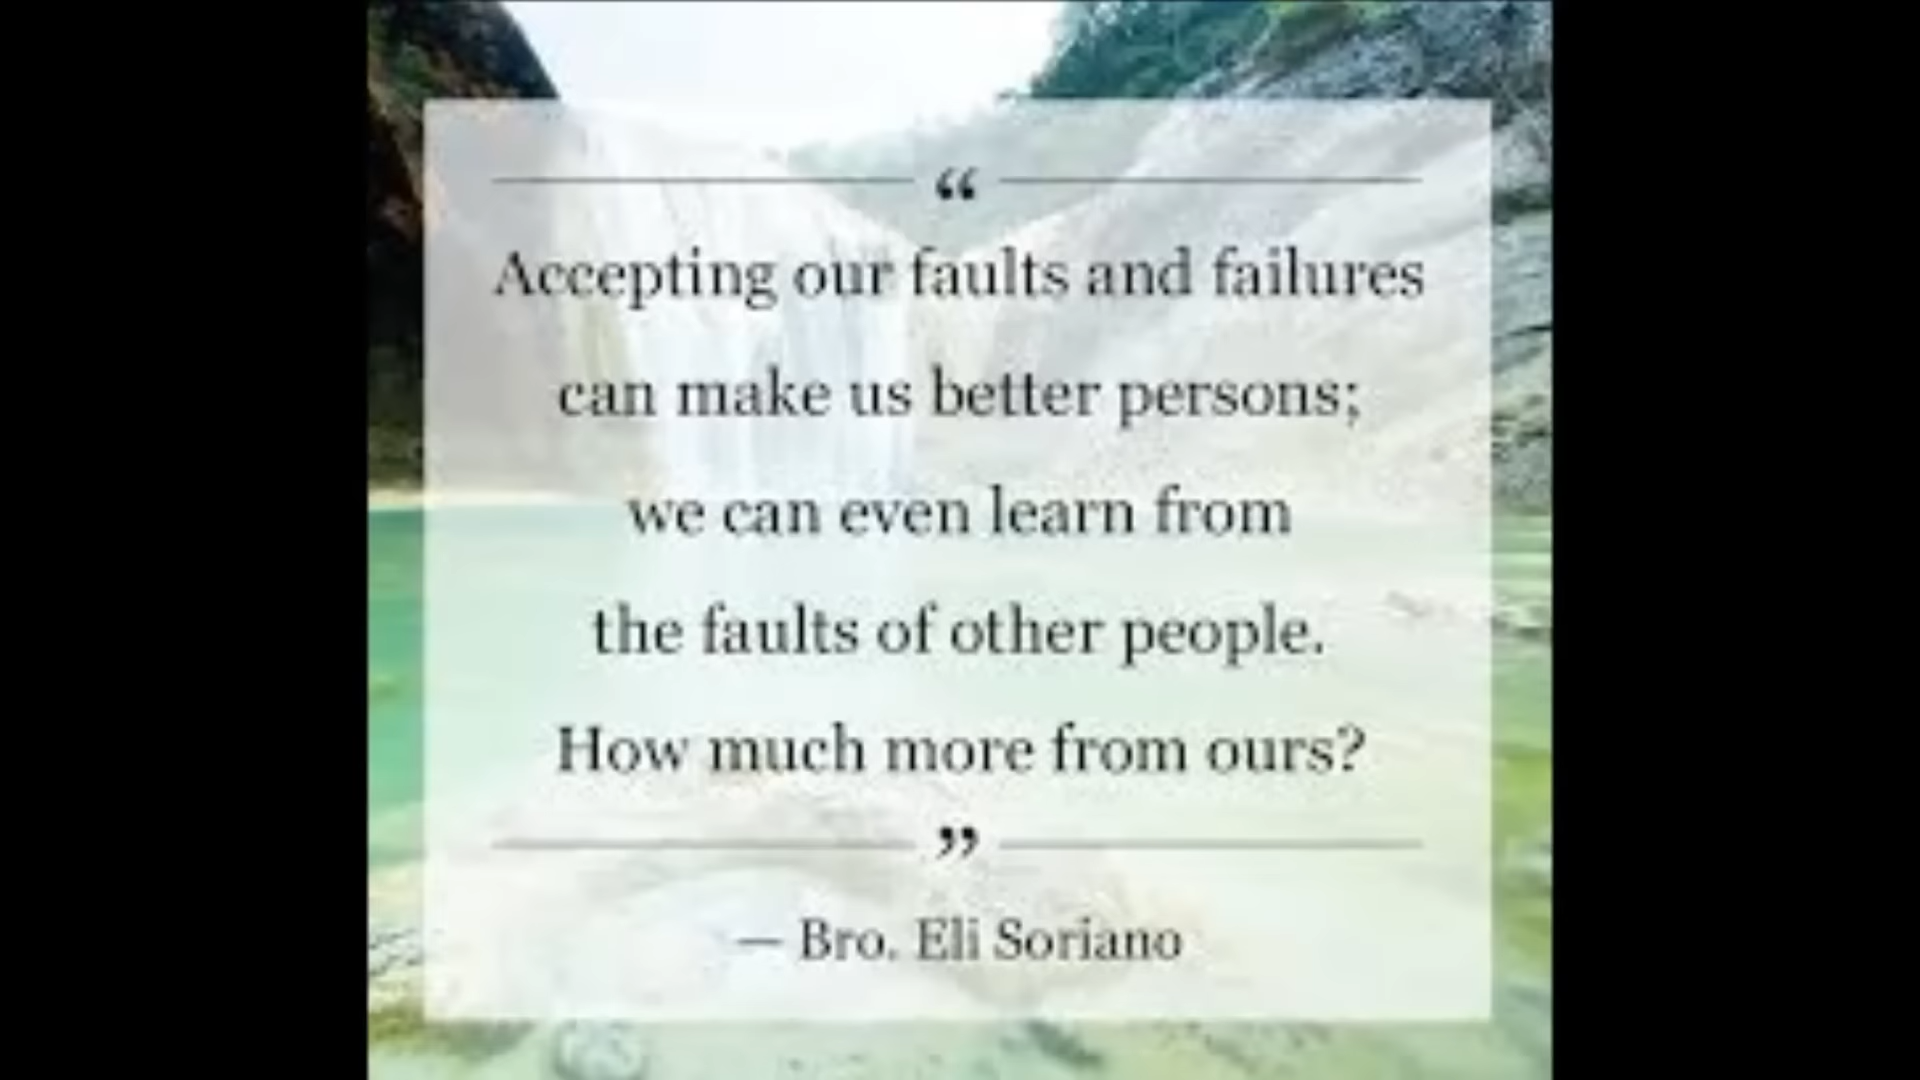 “
Accepting our faults and failures
can make us better persons;
we can even learn from
the faults of other people.
How much more from ours?
”
— Bro. Eli Soriano